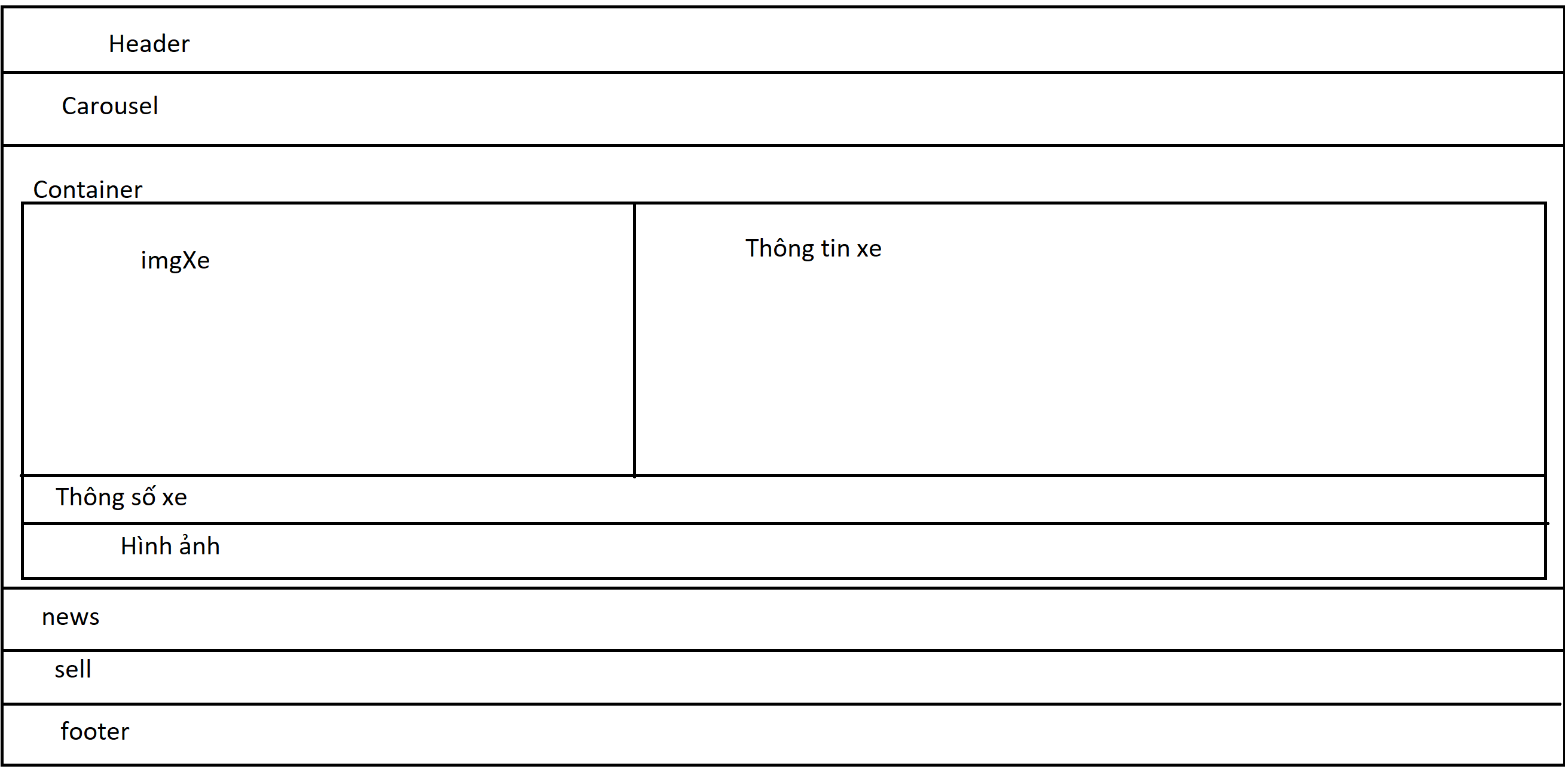 Header
Carousel
Container
imgXe
Thông tin xe
Thông số xe
Hình ảnh
news
sell
footer